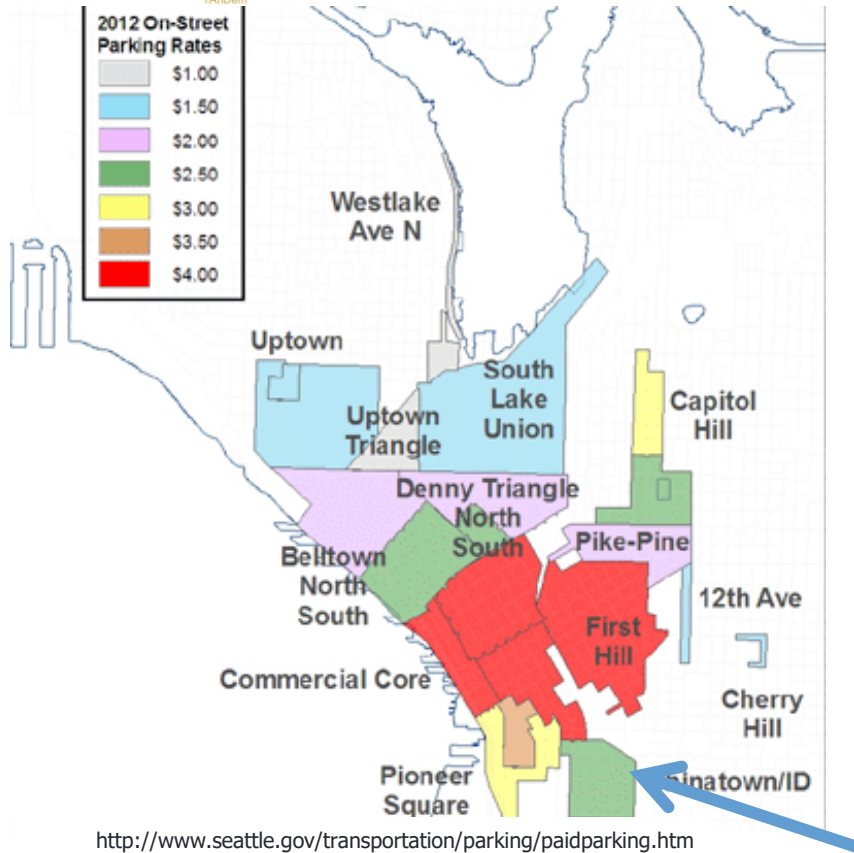 2012 On-Street
Parking Rates
$1.00
$1.50
$2.00
$2.50
$3.00
$3.50
$4.00
Westlake
Ave N
Uptown
South
Lake
Union
Capitol
Hill
Uptown
Triangle
Denny Triangle
North
South
Pike-Pine
Belltown
North
South
12th Ave
First
Hill
Commercial Core
Cherry
Hill
Pioneer
Square
inatown/ID
http://www.seattle.gov/transportation/parking/paidparking.htm